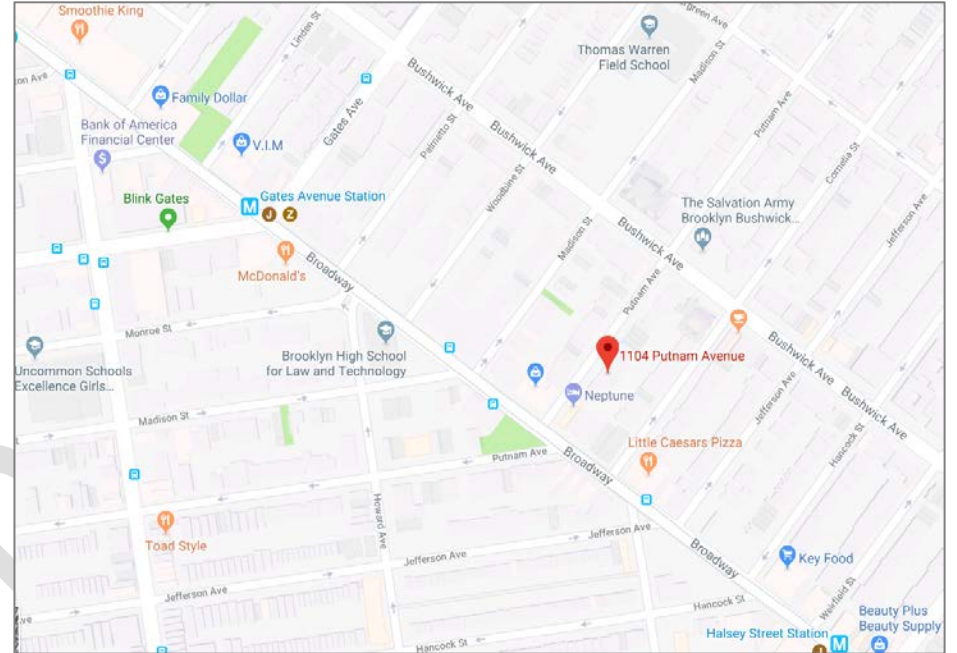 Smoothie King
Linden St
Thomas Warren
Field School
Madison St
Bushwick Ave
Family Dollar
Gates Ave
Putnam Ave
Bank of America
Financial Center
V.I.M
Palmetto St
Bushwick Ave
Cornelia St
Woodbine St
Blink Gates
Gates Avenue Station
J Z
The Salvation Army
Brooklyn Bushwick...
Jefferson Ave
Madison St
Bushwick Ave
McDonald's
Broadway
Putnam Ave
Monroe St
Uncommon Schools
Excellence Girls...
Brooklyn High School
for Law and Technology
1104 Putnam Avenue
Bushwick Ave
Neptune
Jefferson Ave
Bushwick Ave
Madison St
Hancock St
Putnam Ave
Broadway
Little Caesars Pizza
Toad Style
Howard Ave
Jefferson Ave
Jefferson Ave
Broadway
Key Food
Jefferson Ave
Hancock St
Weirfield St
Beauty Plus
Beauty Supply
Hancock St
Halsey Street Station
J